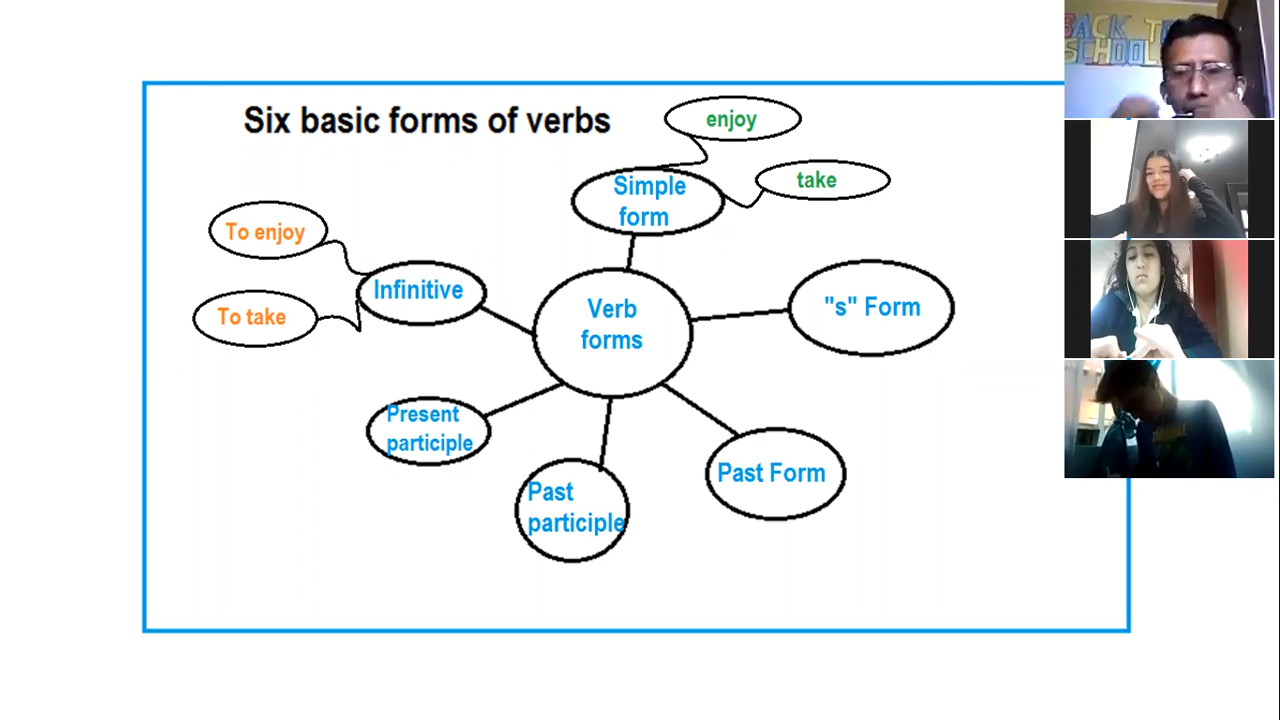 Six basic forms of verbs
enjoy
Simple
form
take
To enjoy
Infinitive
To take
Verb
forms
"s" Form
Present
participle
Past
participle
Past Form
BACK T
SCHOOL